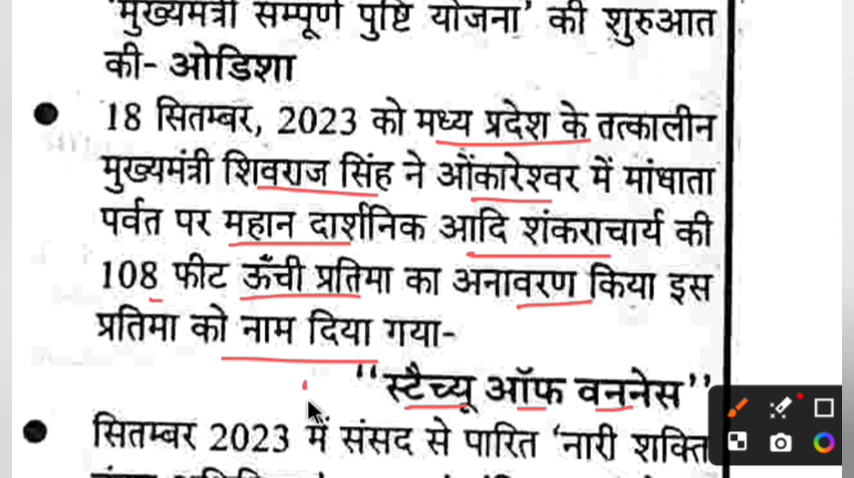 'मुख्यमंत्री सम्पूर्ण पुष्टि योजना' की शुरुआत
की- ओडिशा
18 सितम्बर, 2023 को मध्य प्रदेश के तत्कालीन
मुख्यमंत्री शिवराज सिंह ने ओंकारेश्वर में मांधाता
पर्वत पर महान दार्शनिक आदि शंकराचार्य की
108 फीट ऊँची प्रतिमा का अनावरण किया इस
प्रतिमा को नाम दिया गया-
''स्टैच्यू ऑफ वननेस''
सितम्बर 2023 में संसद से पारित 'नारी शक्ति